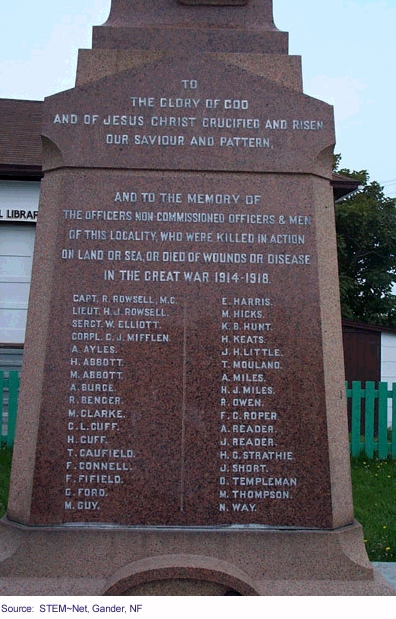 TO
THE GLORY OF GOD
AND OF JESUS CHRIST CRUCIFIED AND RISEN
OUR SAVIOUR AND PATTERN,
AND TO THE MEMORY OF
THE OFFICERS NON-COMMISSIONED OFFICERS & MEN
OF THIS LOCALITY, WHO WERE KILLED IN ACTION
ON LAND OR SEA, OR DIED OF WOUNDS OR DISEASE
IN THE GREAT WAR 1914-1918.
CAPT. R. ROWSELL, M.C.
LIEUT. H. J. ROWSELL.
SERGT. W. ELLIOTT.
CORPL. C. J. MIFFLEN.
A. AYLES.
H. ABBOTT.
M. ABBOTT.
A. BURGE.
R. BENGER.
M. CLARKE.
C. L. CUFF.
H. CUFF.
T. CAUFIELD.
F. CONNELL.
F. FIFIELD.
G. FORD.
M. GUY.
E. HARRIS.
M. HICKS.
K. B. HUNT.
H. KEATS.
J. H. LITTLE.
T. MOULAND.
A. MILES.
H. J. MILES.
R. OWEN.
F. C. ROPER.
A. READER.
J. READER.
H. G. STRATHIE.
J. SHORT.
D. TEMPLEMAN
M. THOMPSON.
N. WAY.
L LIBRAR
Source: STEM~Net, Gander, NF